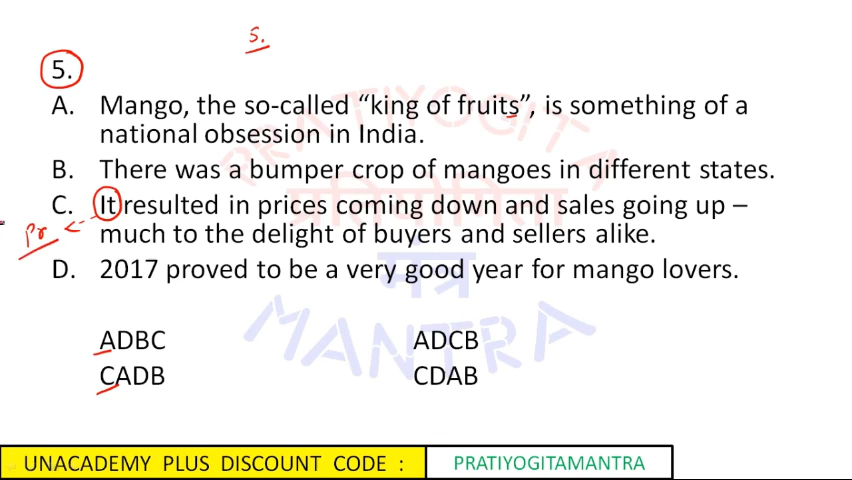 S.
5.
A. Mango, the so-called “king of fruits”, is something of a
national obsession in India.
B. There was a bumper crop of mangoes in different states.
C. It resulted in prices coming down and sales going up –
much to the delight of buyers and sellers alike.
Pr
D. 2017 proved to be a very good year for mango lovers.
ADBC ADCB
CADB CDAB
PRATIYOGITA
प्रतियोगिता
मंत्र
MANTRA
UNACADEMY PLUS DISCOUNT CODE : PRATIYOGITAMANTRA